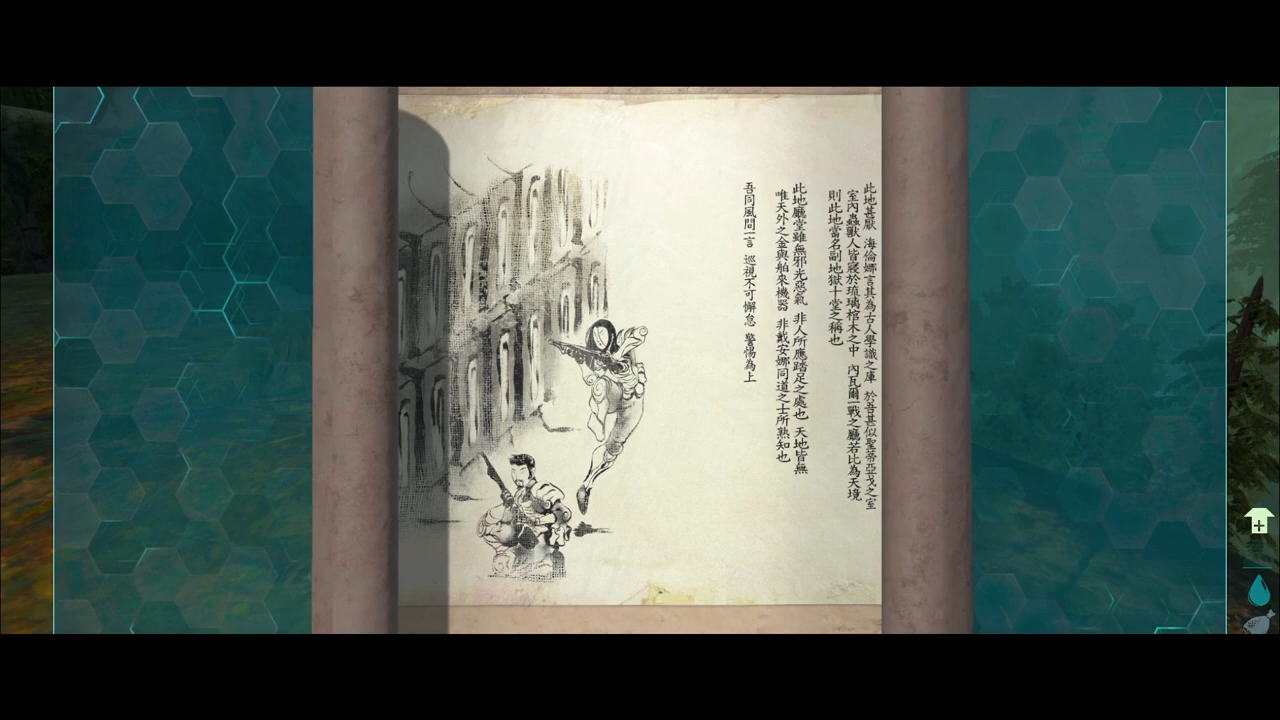 此地甚厭 海倫娜言其為古人學識之庫 於吾甚似聖蒂亞戈之室
室內蟲獸人皆寢於琉璃棺木之中 內瓦爾一戰之廳若比為天境
則此地當名副地獄十堂之稱也
此地廳堂雖無邪光惡氣 非人所應踏足之處也 天地皆無
唯天外之金與舶來機器 非戴安娜同道之士所熟知也
吾同風間一言 巡視不可懈怠 警惕為上